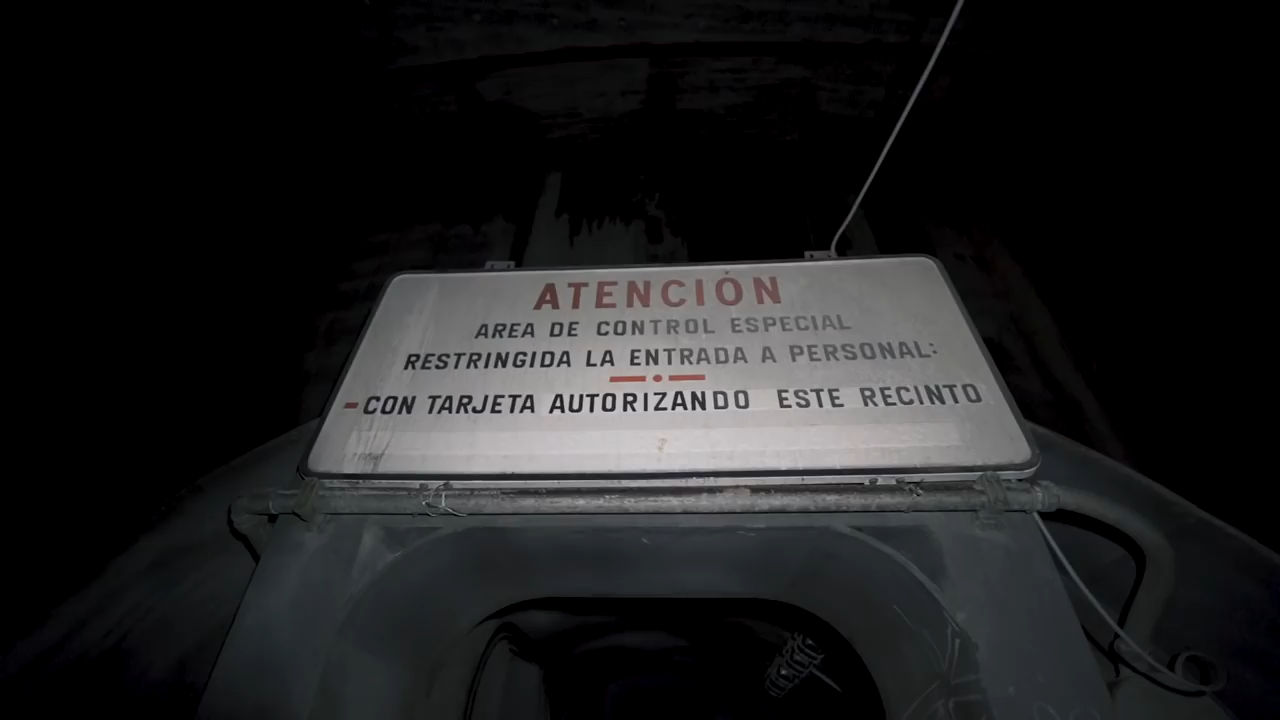 ATENCIÓN
AREA DE CONTROL ESPECIAL
RESTRINGIDA LA ENTRADA A PERSONAL:
-CON TARJETA AUTORIZANDO ESTE RECINTO